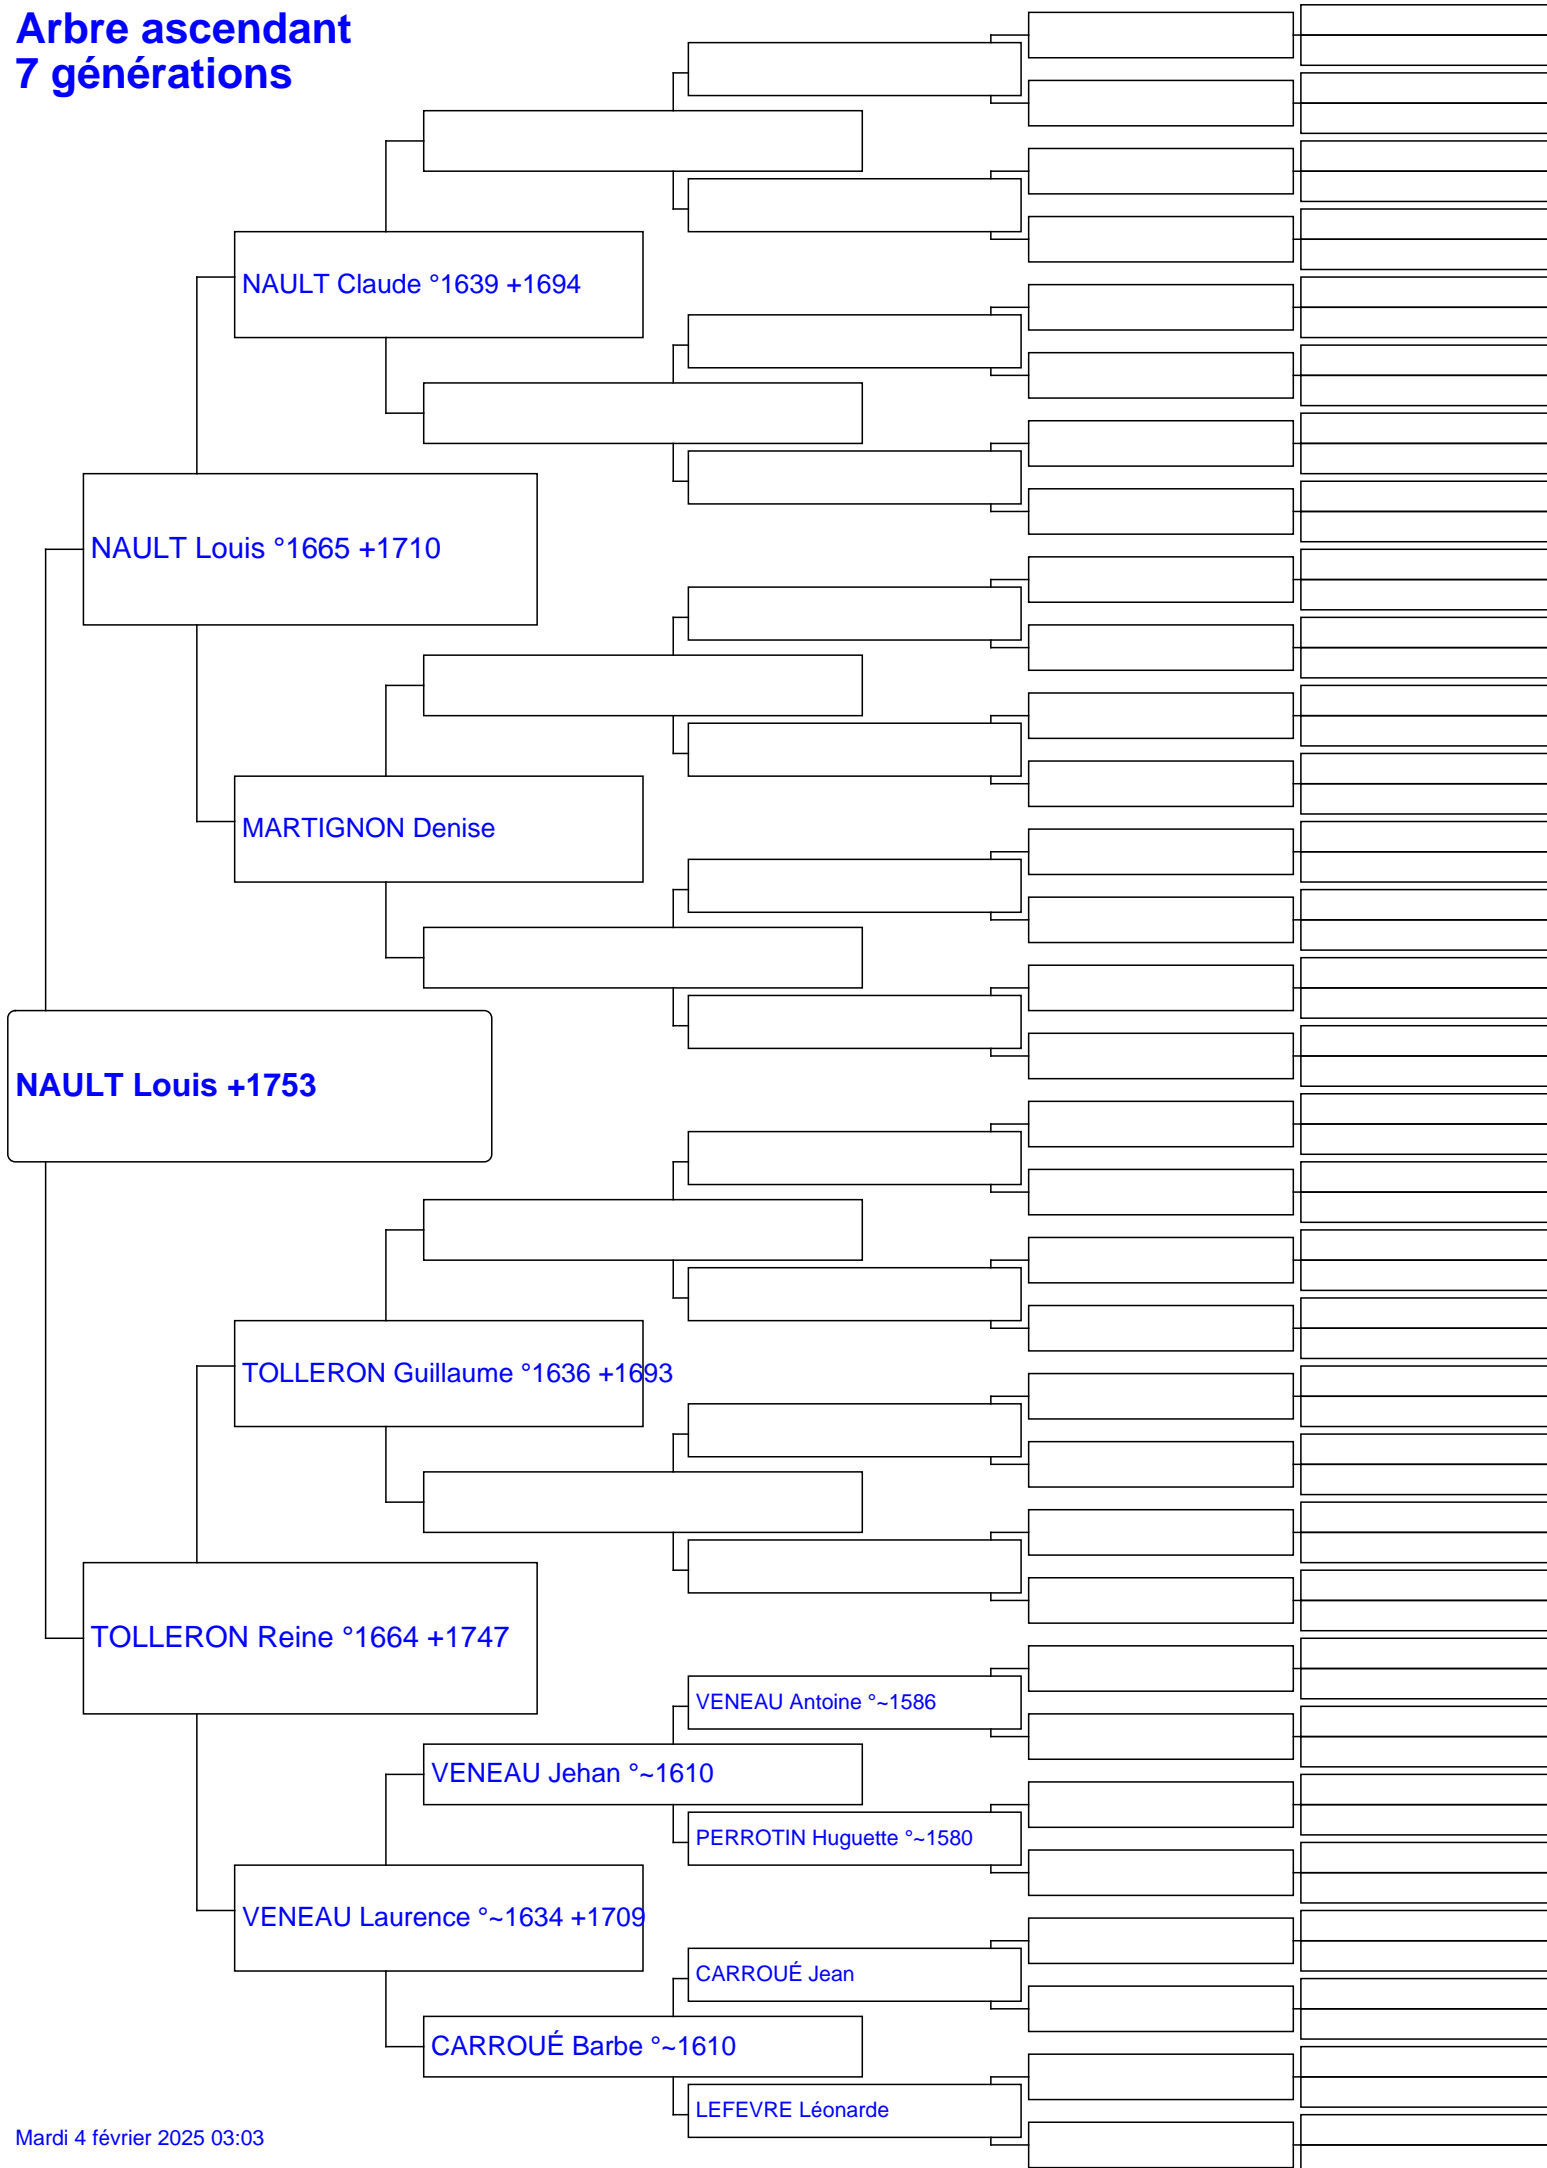 Arbre ascendant
7 générations
NAULT Claude °1639 +1694
NAULT Louis °1665 +1710
MARTIGNON Denise
NAULT Louis +1753
TOLLERON Guillaume °1636 +1693
TOLLERON Reine °1664 +1747
VENEAU Antoine °~1586
VENEAU Jehan °~1610
PERROTIN Huguette °~1580
VENEAU Laurence °~1634 +1709
CARROUÉ Jean
CARROUÉ Barbe °~1610
LEFEVRE Léonarde
Mardi 4 février 2025 03:03